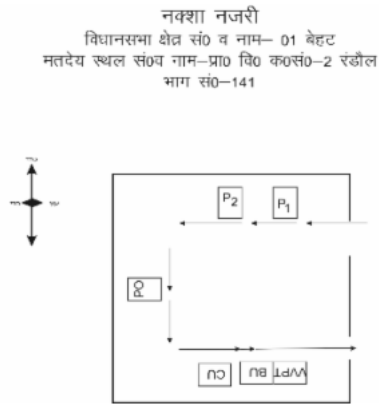 नक्शा नजरी
विधानसभा क्षेत्र सं0 व नाम– 01 बेहट
मतदेय स्थल सं0व नाम–प्रा0 वि0 क0सं0–2 रंडौल
भाग सं0–141
P2 P1
PO
CU BU VVPT